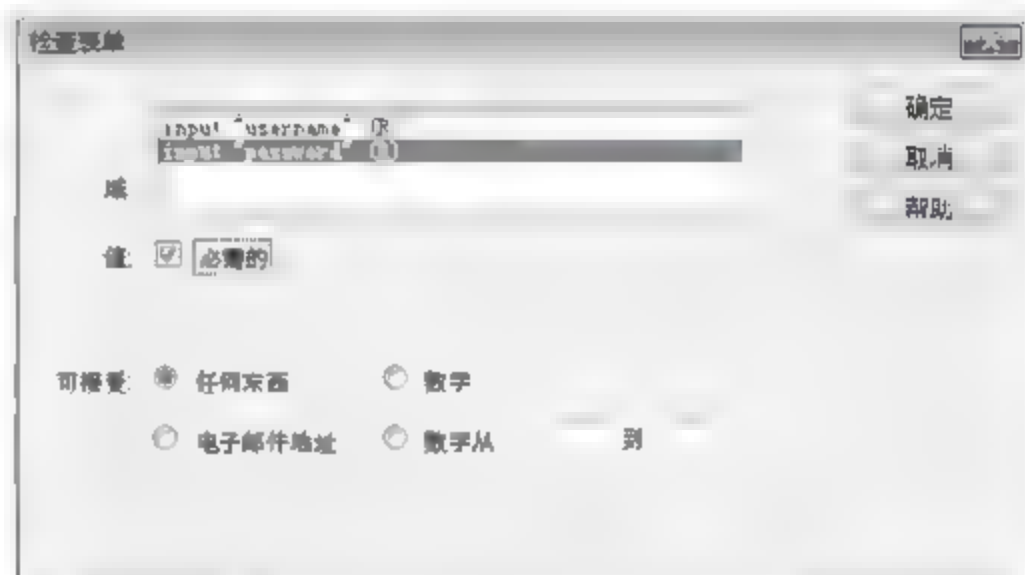 检查表单
input "username" (R
input "password" (R)
域
值: 必需的
可接受: 任何东西 数字
电子邮件地址 数字从 到
确定
取消
帮助